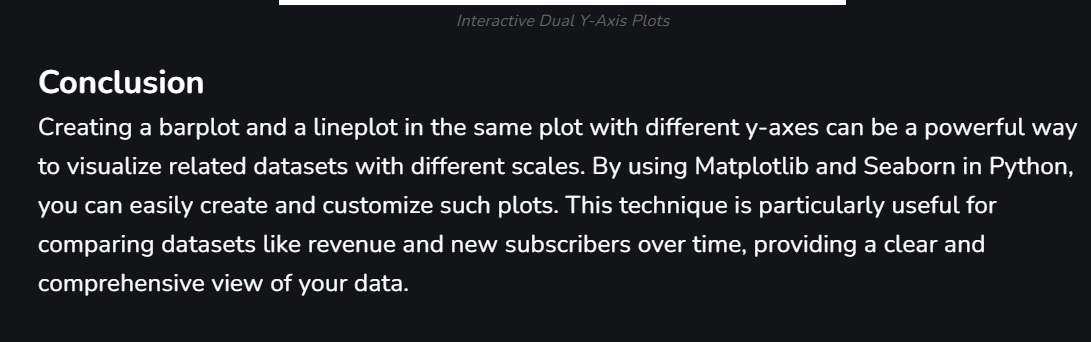 Interactive Dual Y-Axis Plots
Conclusion
Creating a barplot and a lineplot in the same plot with different y-axes can be a powerful way
to visualize related datasets with different scales. By using Matplotlib and Seaborn in Python,
you can easily create and customize such plots. This technique is particularly useful for
comparing datasets like revenue and new subscribers over time, providing a clear and
comprehensive view of your data.